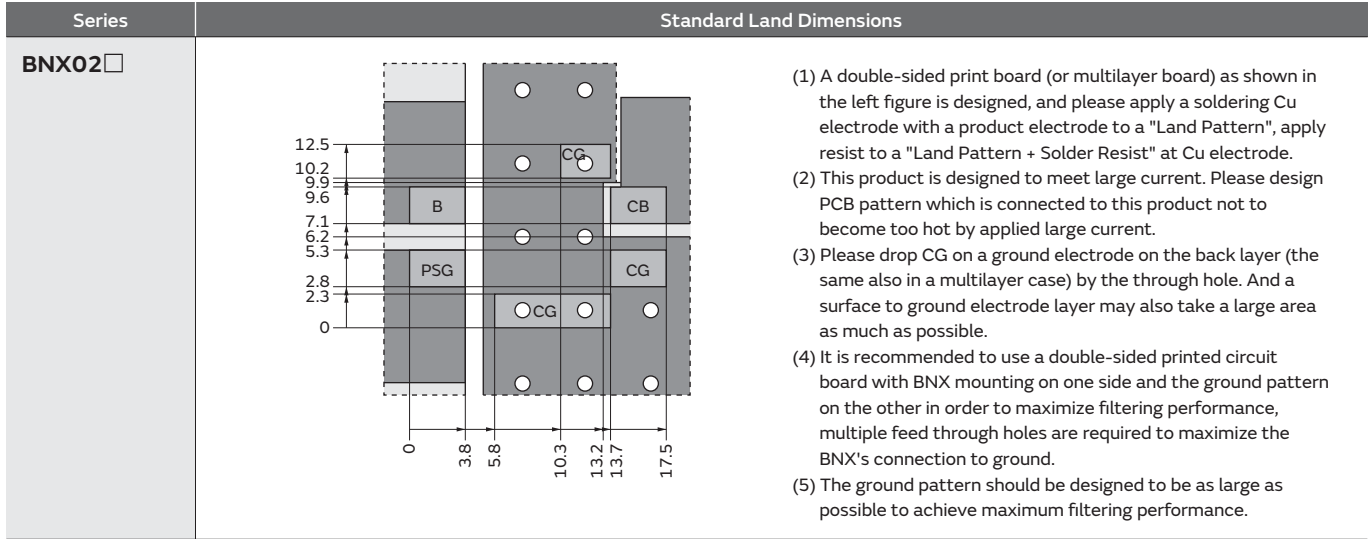 Series
Standard Land Dimensions
BNX02□
12.5
10.2
9.9
9.6
7.1
6.2
5.3
2.8
2.3
0
CG
B
CB
PSG
CG
CG
0
3.8
5.8
10.3
13.2
13.7
17.5
(1) A double-sided print board (or multilayer board) as shown in
the left figure is designed, and please apply a soldering Cu
electrode with a product electrode to a "Land Pattern", apply
resist to a "Land Pattern + Solder Resist" at Cu electrode.
(2) This product is designed to meet large current. Please design
PCB pattern which is connected to this product not to
become too hot by applied large current.
(3) Please drop CG on a ground electrode on the back layer (the
same also in a multilayer case) by the through hole. And a
surface to ground electrode layer may also take a large area
as much as possible.
(4) It is recommended to use a double-sided printed circuit
board with BNX mounting on one side and the ground pattern
on the other in order to maximize filtering performance,
multiple feed through holes are required to maximize the
BNX's connection to ground.
(5) The ground pattern should be designed to be as large as
possible to achieve maximum filtering performance.